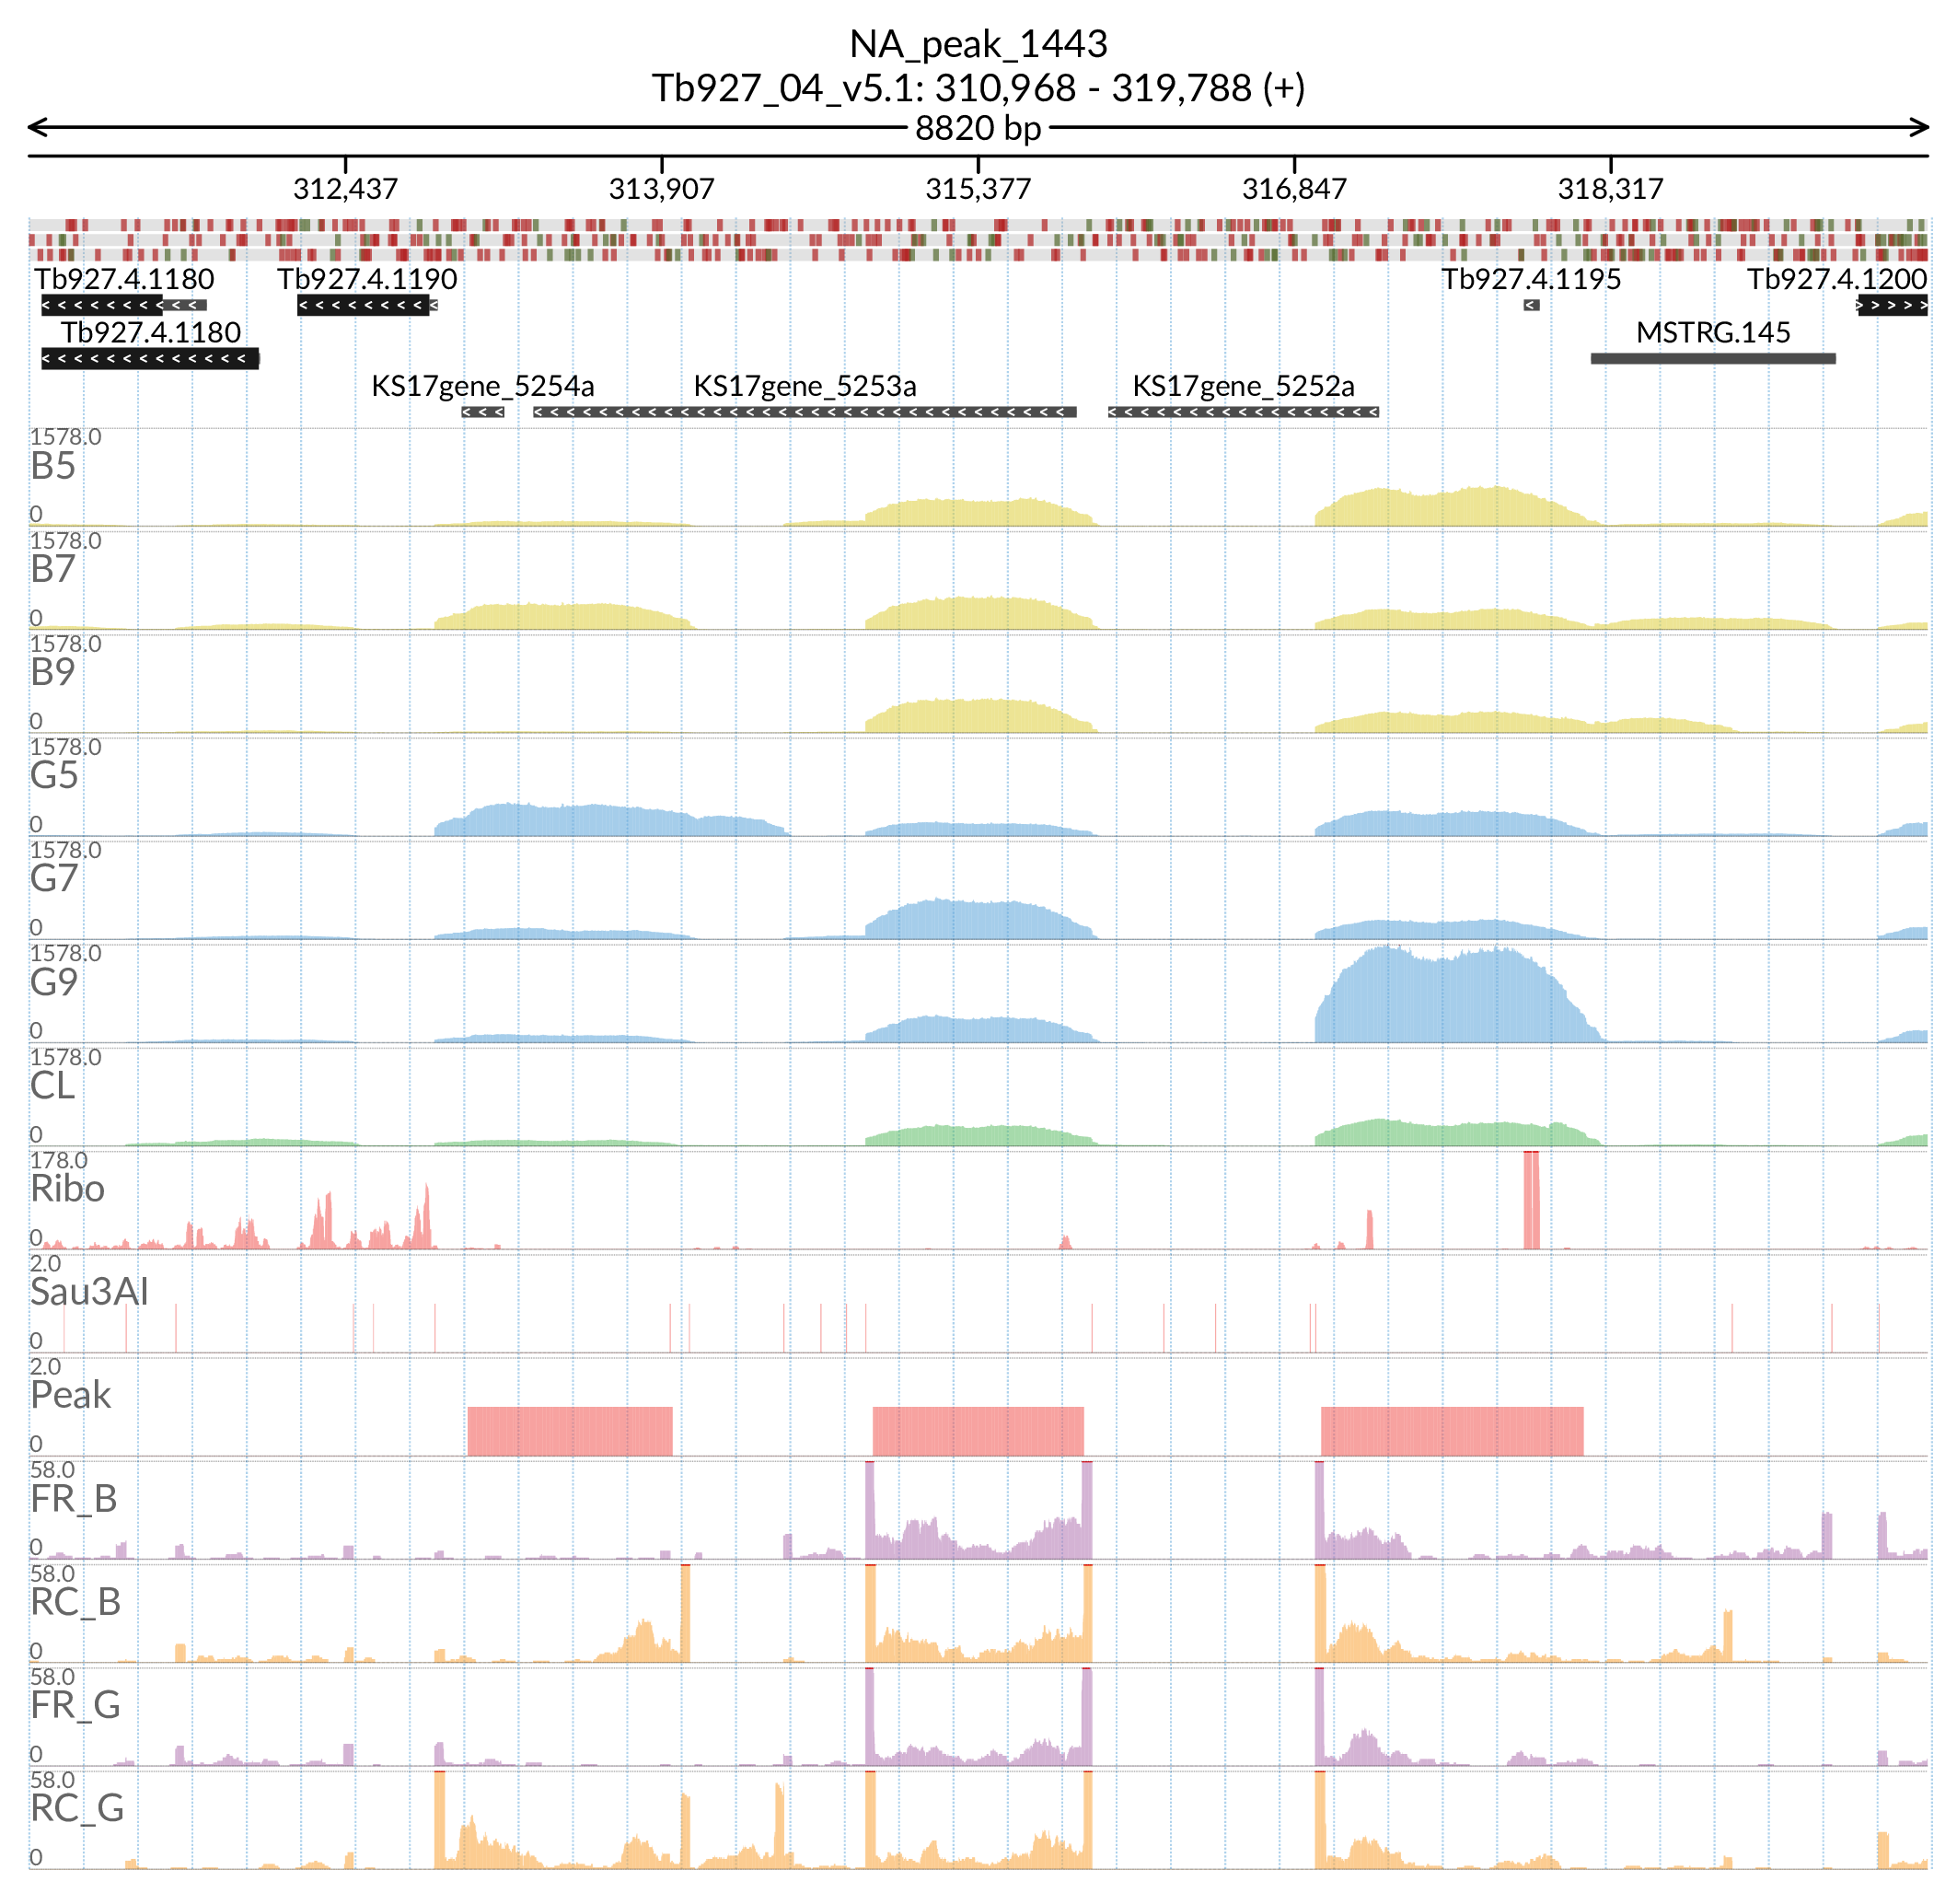 NA_peak_1443
Tb927_04_v5.1: 310,968 - 319,788 (+)
8820 bp
312,437 313,907 315,377 316,847 318,317
Tb927.4.1180 Tb927.4.1190 Tb927.4.1195 Tb927.4.1200
Tb927.4.1180 MSTRG.145
KS17gene_5254a KS17gene_5253a KS17gene_5252a
1578.0
B5
0
1578.0
B7
0
1578.0
B9
0
1578.0
G5
0
1578.0
G7
0
1578.0
G9
0
1578.0
CL
0
178.0
Ribo
0
2.0
Sau3AI
0
2.0
Peak
0
58.0
FR_B
0
58.0
RC_B
0
58.0
FR_G
0
58.0
RC_G
0